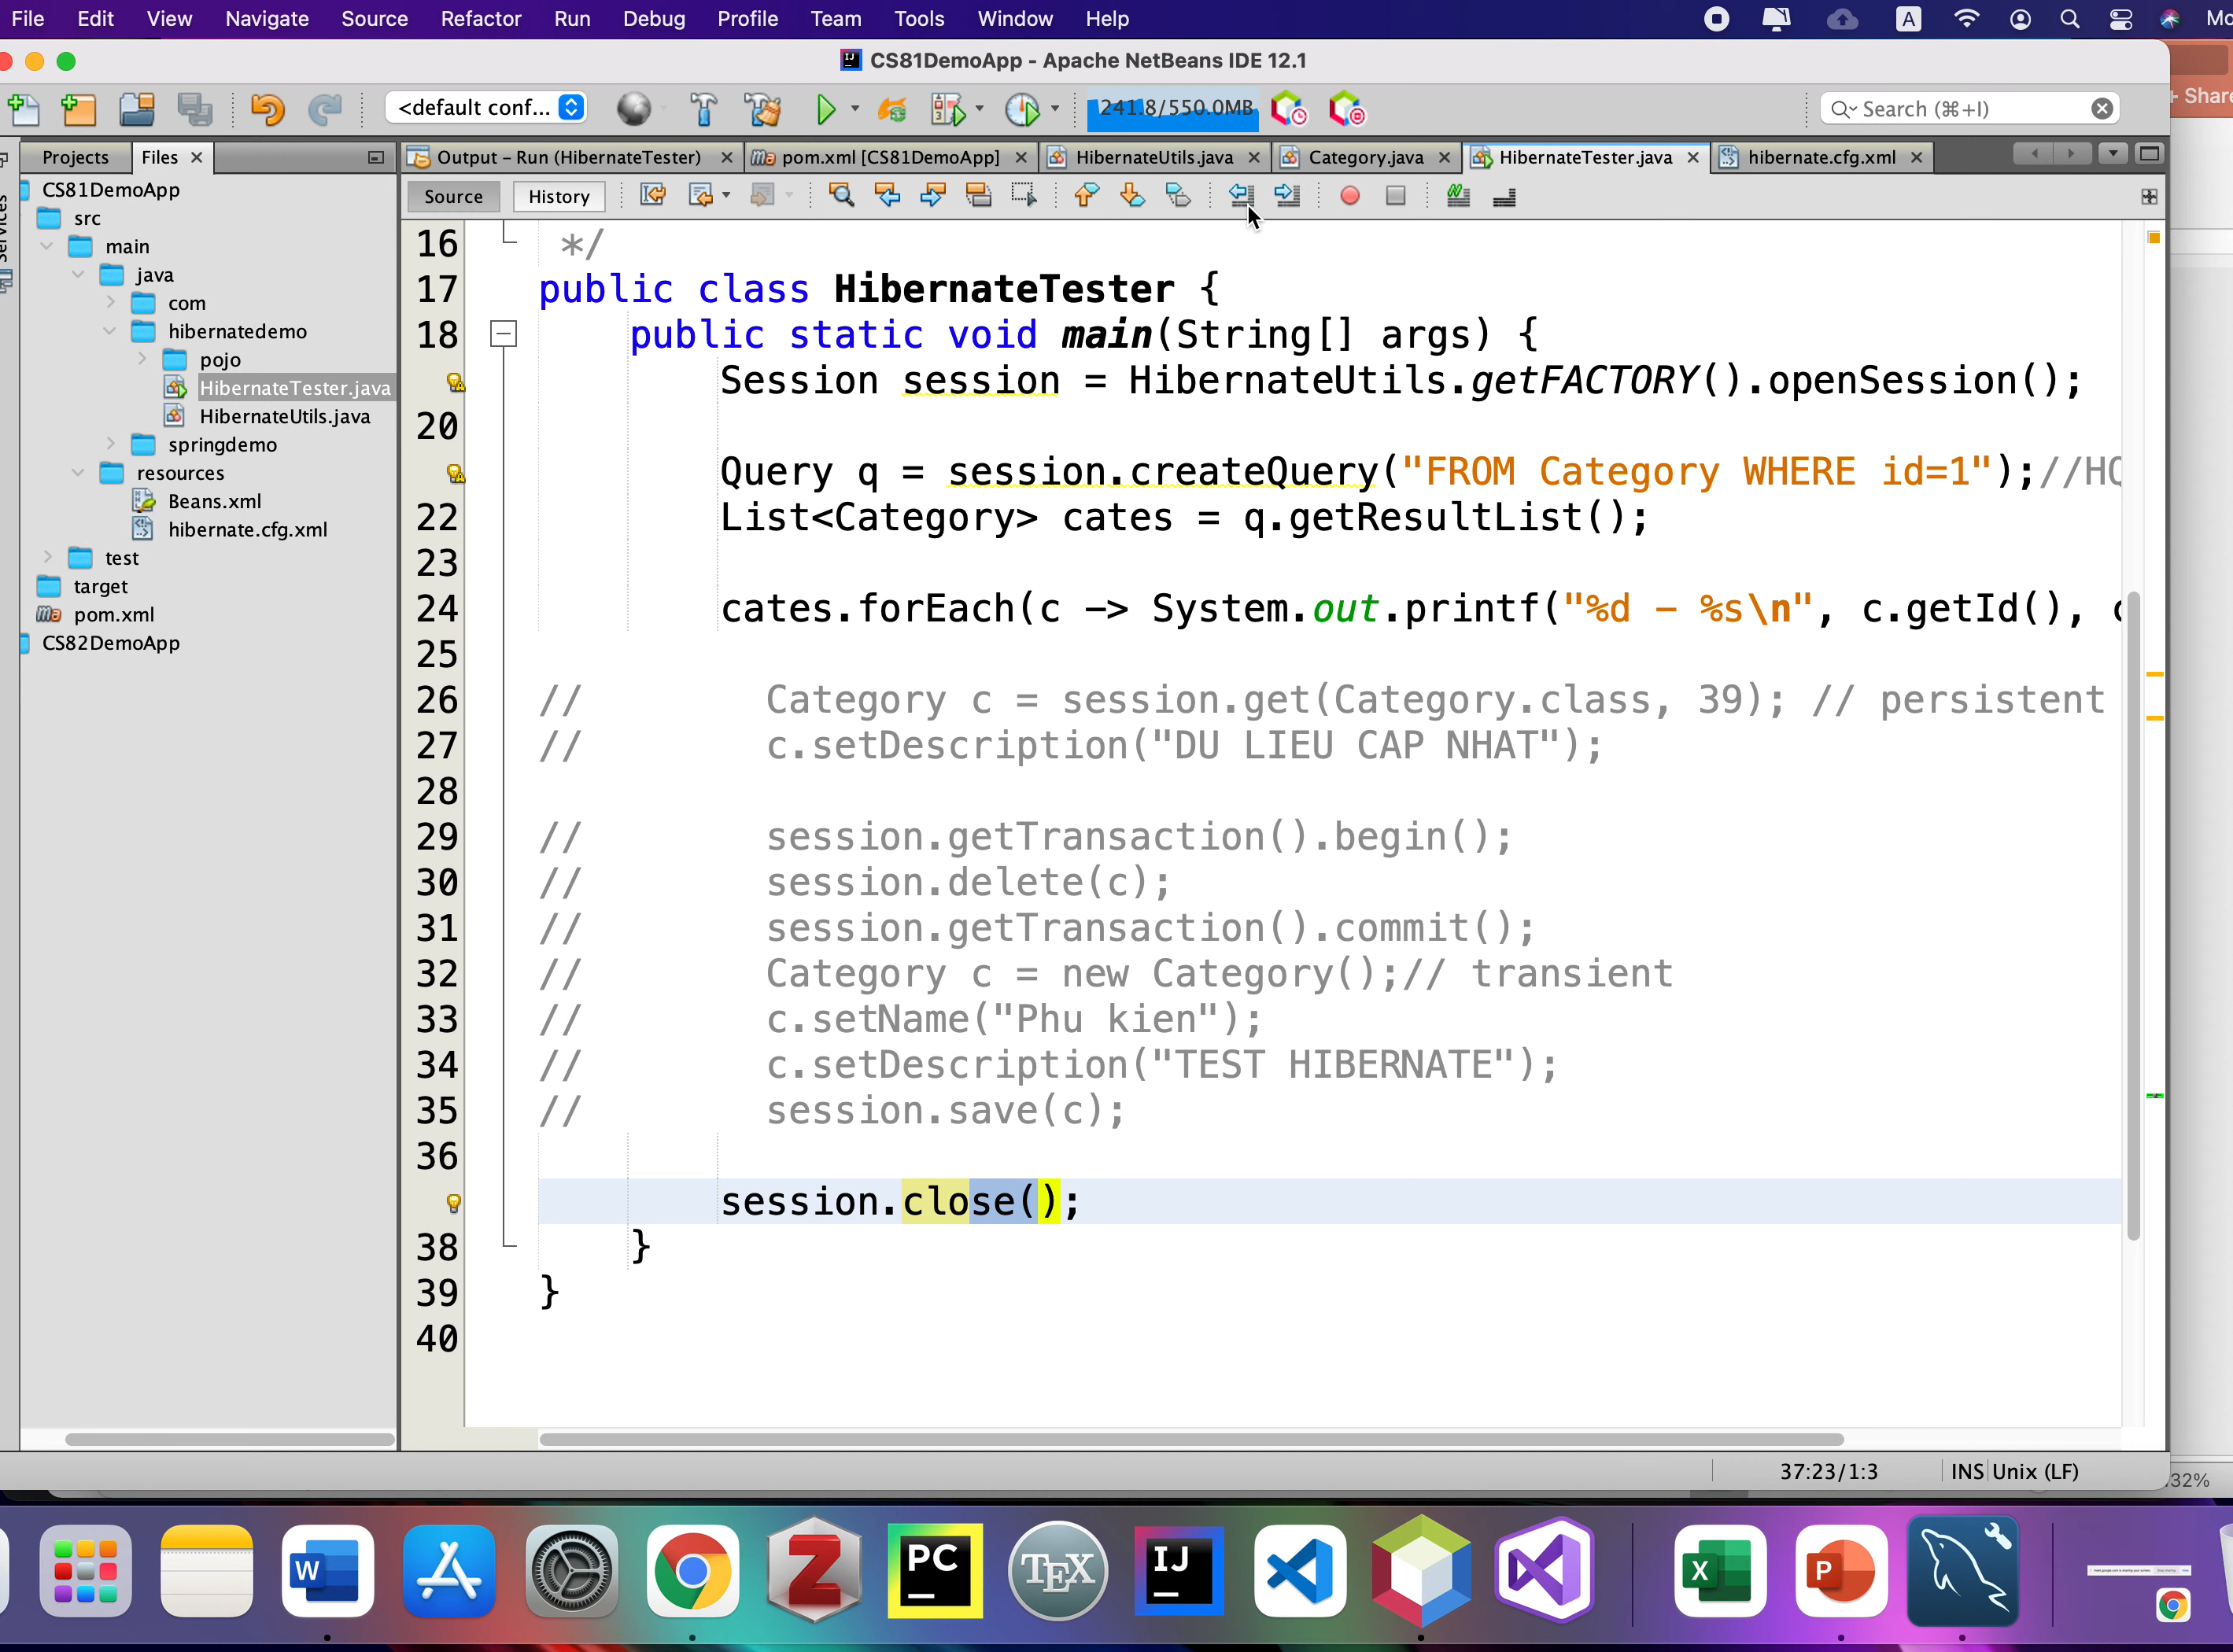 File Edit View Navigate Source Refactor Run Debug Profile Team Tools Window Help
CS81DemoApp - Apache NetBeans IDE 12.1
Share
<default conf... 241.8/550.0MB Search (⌘+I)
Projects Files
Output - Run (HibernateTester) pom.xml [CS81DemoApp] HibernateUtils.java Category.java HibernateTester.java hibernate.cfg.xml
Source History
Services
CS81DemoApp
src
main
java
com
hibernatedemo
pojo
HibernateTester.java
HibernateUtils.java
springdemo
resources
Beans.xml
hibernate.cfg.xml
test
target
pom.xml
CS82DemoApp
16 */
17 public class HibernateTester {
18 public static void main(String[] args) {
Session session = HibernateUtils.getFACTORY().openSession();
20
Query q = session.createQuery("FROM Category WHERE id=1");//HQ
22 List<Category> cates = q.getResultList();
23
24 cates.forEach(c -> System.out.printf("%d - %s\n", c.getId(), c
25
26 // Category c = session.get(Category.class, 39); // persistent
27 // c.setDescription("DU LIEU CAP NHAT");
28
29 // session.getTransaction().begin();
30 // session.delete(c);
31 // session.getTransaction().commit();
32 // Category c = new Category();// transient
33 // c.setName("Phu kien");
34 // c.setDescription("TEST HIBERNATE");
35 // session.save(c);
36
session.close();
38 }
39 }
40
37:23/1:3 INS Unix (LF)
32%
W Z PC TEX IJ X P